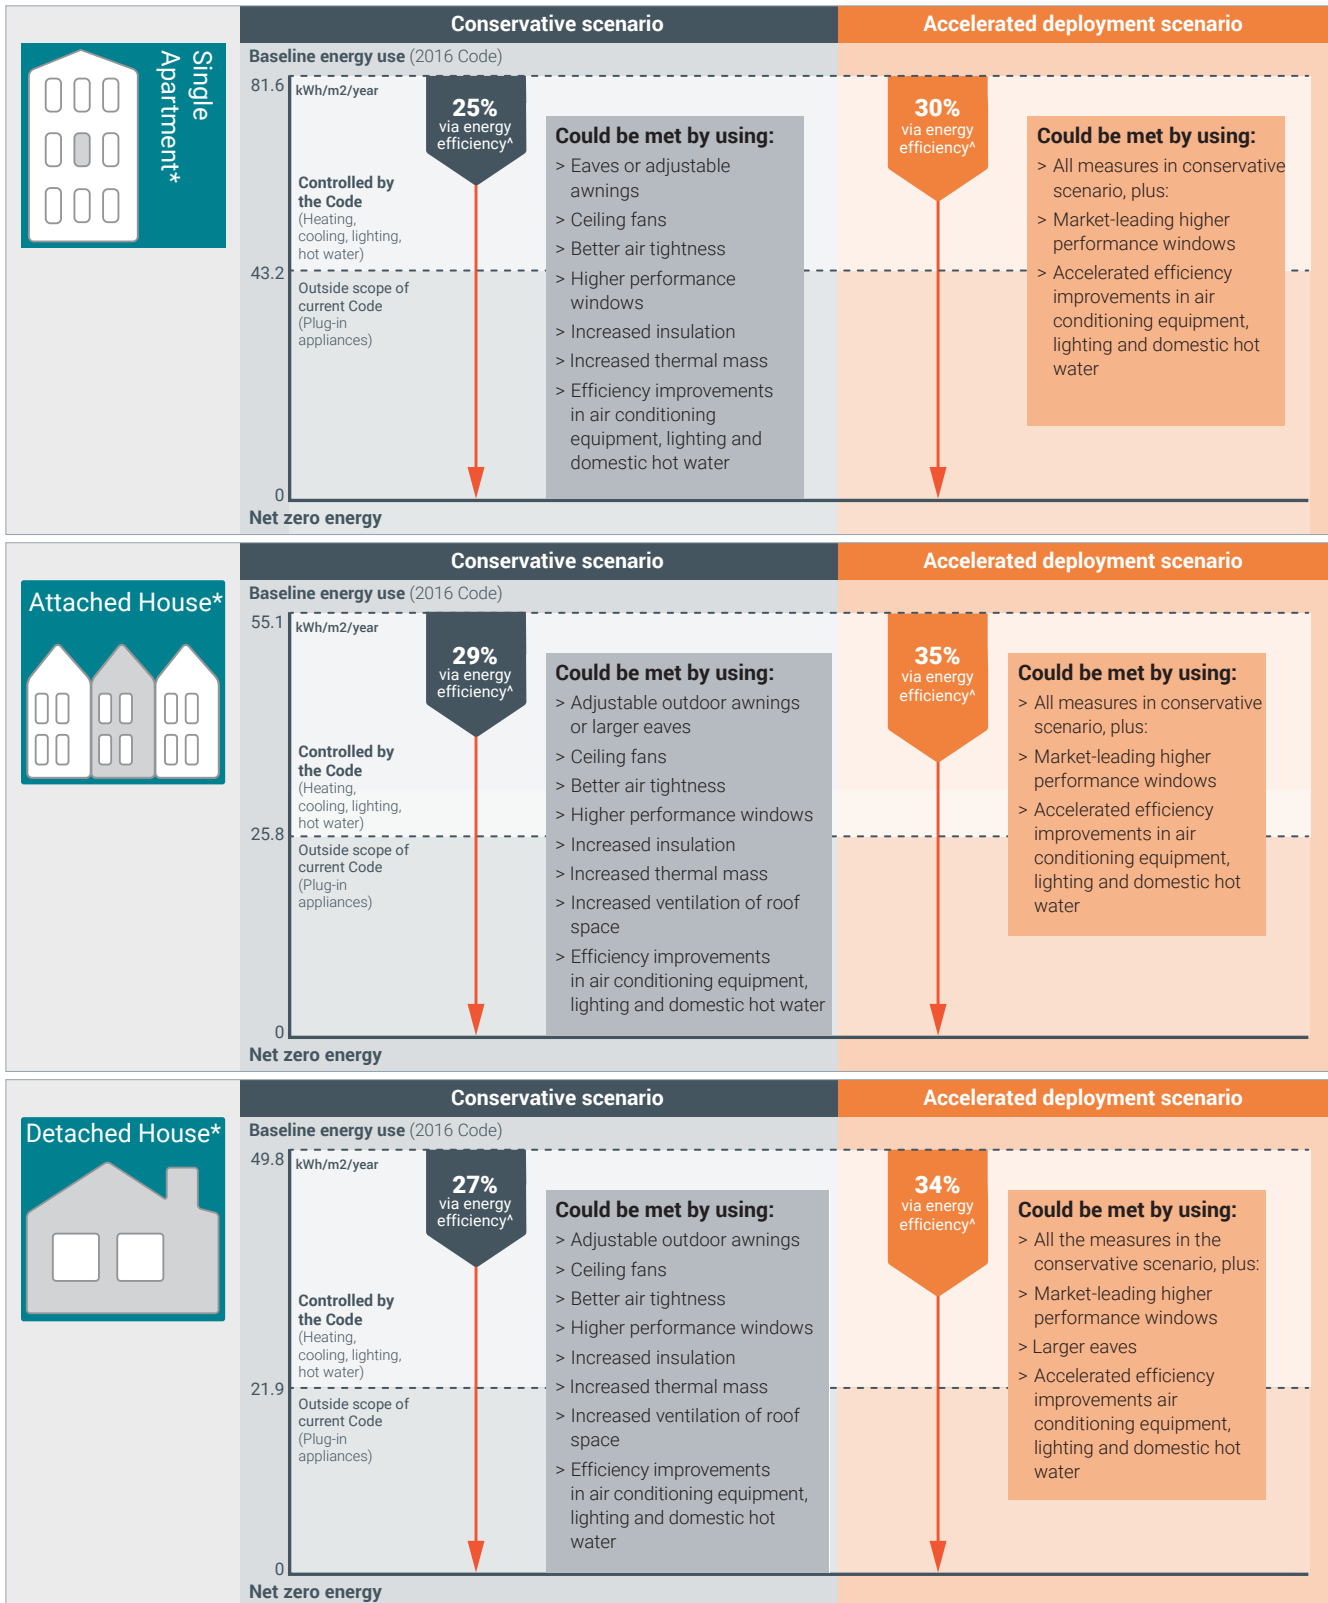 Single
Apartment*
Conservative scenario
Accelerated deployment scenario
Baseline energy use (2016 Code)
81.6
kWh/m2/year
25%
via energy
efficiency^
Controlled by
the Code
(Heating,
cooling, lighting,
hot water)
43.2
Outside scope of
current Code
(Plug-in
appliances)
0
Net zero energy
Could be met by using:
> Eaves or adjustable
awnings
> Ceiling fans
> Better air tightness
> Higher performance
windows
> Increased insulation
> Increased thermal mass
> Efficiency improvements
in air conditioning
equipment, lighting and
domestic hot water
30%
via energy
efficiency^
Could be met by using:
> All measures in conservative
scenario, plus:
> Market-leading higher
performance windows
> Accelerated efficiency
improvements in air
conditioning equipment,
lighting and domestic hot
water
Attached House*
Conservative scenario
Accelerated deployment scenario
Baseline energy use (2016 Code)
55.1
kWh/m2/year
29%
via energy
efficiency^
Controlled by
the Code
(Heating,
cooling, lighting,
hot water)
25.8
Outside scope of
current Code
(Plug-in
appliances)
0
Net zero energy
Could be met by using:
> Adjustable outdoor awnings
or larger eaves
> Ceiling fans
> Better air tightness
> Higher performance windows
> Increased insulation
> Increased thermal mass
> Increased ventilation of roof
space
> Efficiency improvements
in air conditioning equipment,
lighting and domestic hot water
35%
via energy
efficiency^
Could be met by using:
> All measures in conservative
scenario, plus:
> Market-leading higher
performance windows
> Accelerated efficiency
improvements in air
conditioning equipment,
lighting and domestic hot
water
Detached House*
Conservative scenario
Accelerated deployment scenario
Baseline energy use (2016 Code)
49.8
kWh/m2/year
27%
via energy
efficiency^
Controlled by
the Code
(Heating,
cooling, lighting,
hot water)
21.9
Outside scope of
current Code
(Plug-in
appliances)
0
Net zero energy
Could be met by using:
> Adjustable outdoor awnings
> Ceiling fans
> Better air tightness
> Higher performance windows
> Increased insulation
> Increased thermal mass
> Increased ventilation of roof
space
> Efficiency improvements
in air conditioning equipment,
lighting and domestic hot
water
34%
via energy
efficiency^
Could be met by using:
> All the measures in the
conservative scenario, plus:
> Market-leading higher
performance windows
> Larger eaves
> Accelerated efficiency
improvements air
conditioning equipment,
lighting and domestic hot
water